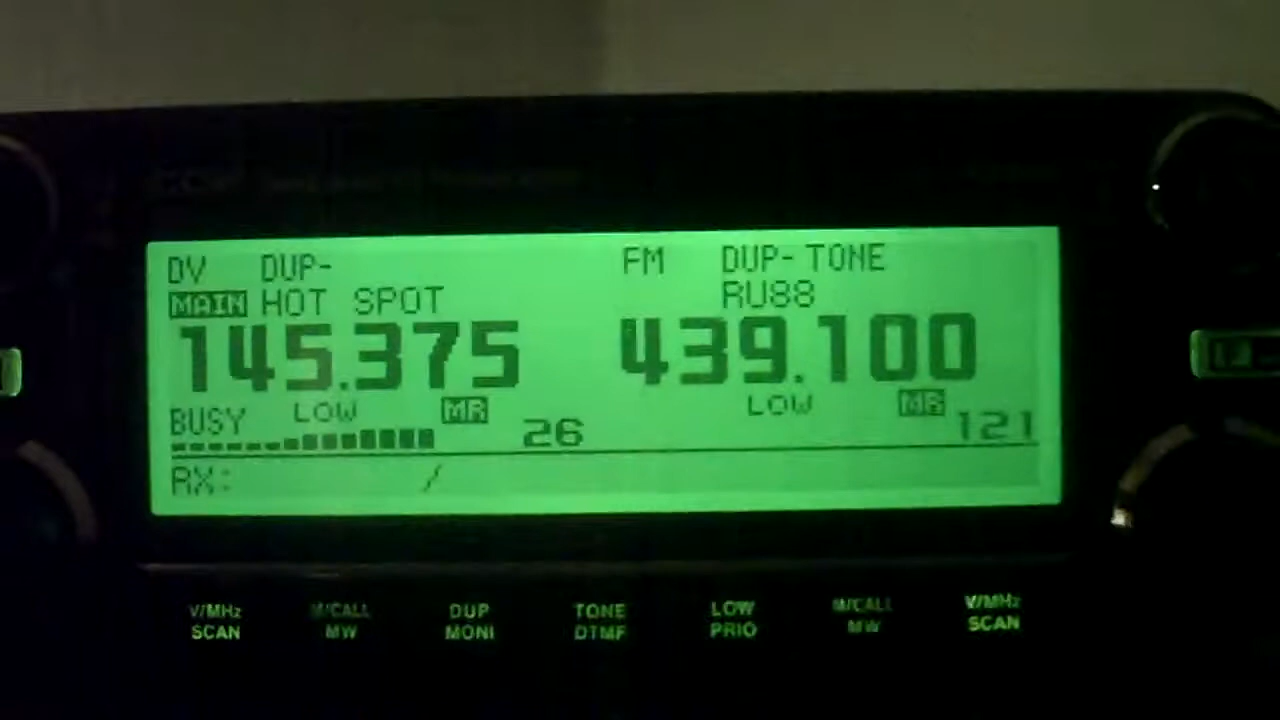 DV DUP- FM DUP- TONE
MAIN HOT SPOT RU88
145.375 439.100
BUSY LOW MR 26 LOW MR 121
RX: /
V/MHz M/CALL DUP TONE LOW M/CALL V/MHz
SCAN MW MONI DTMF PRIO MW SCAN